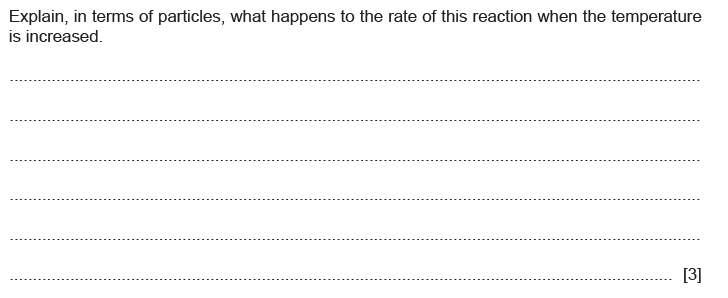 Explain, in terms of particles, what happens to the rate of this reaction when the temperature
is increased.
[3]